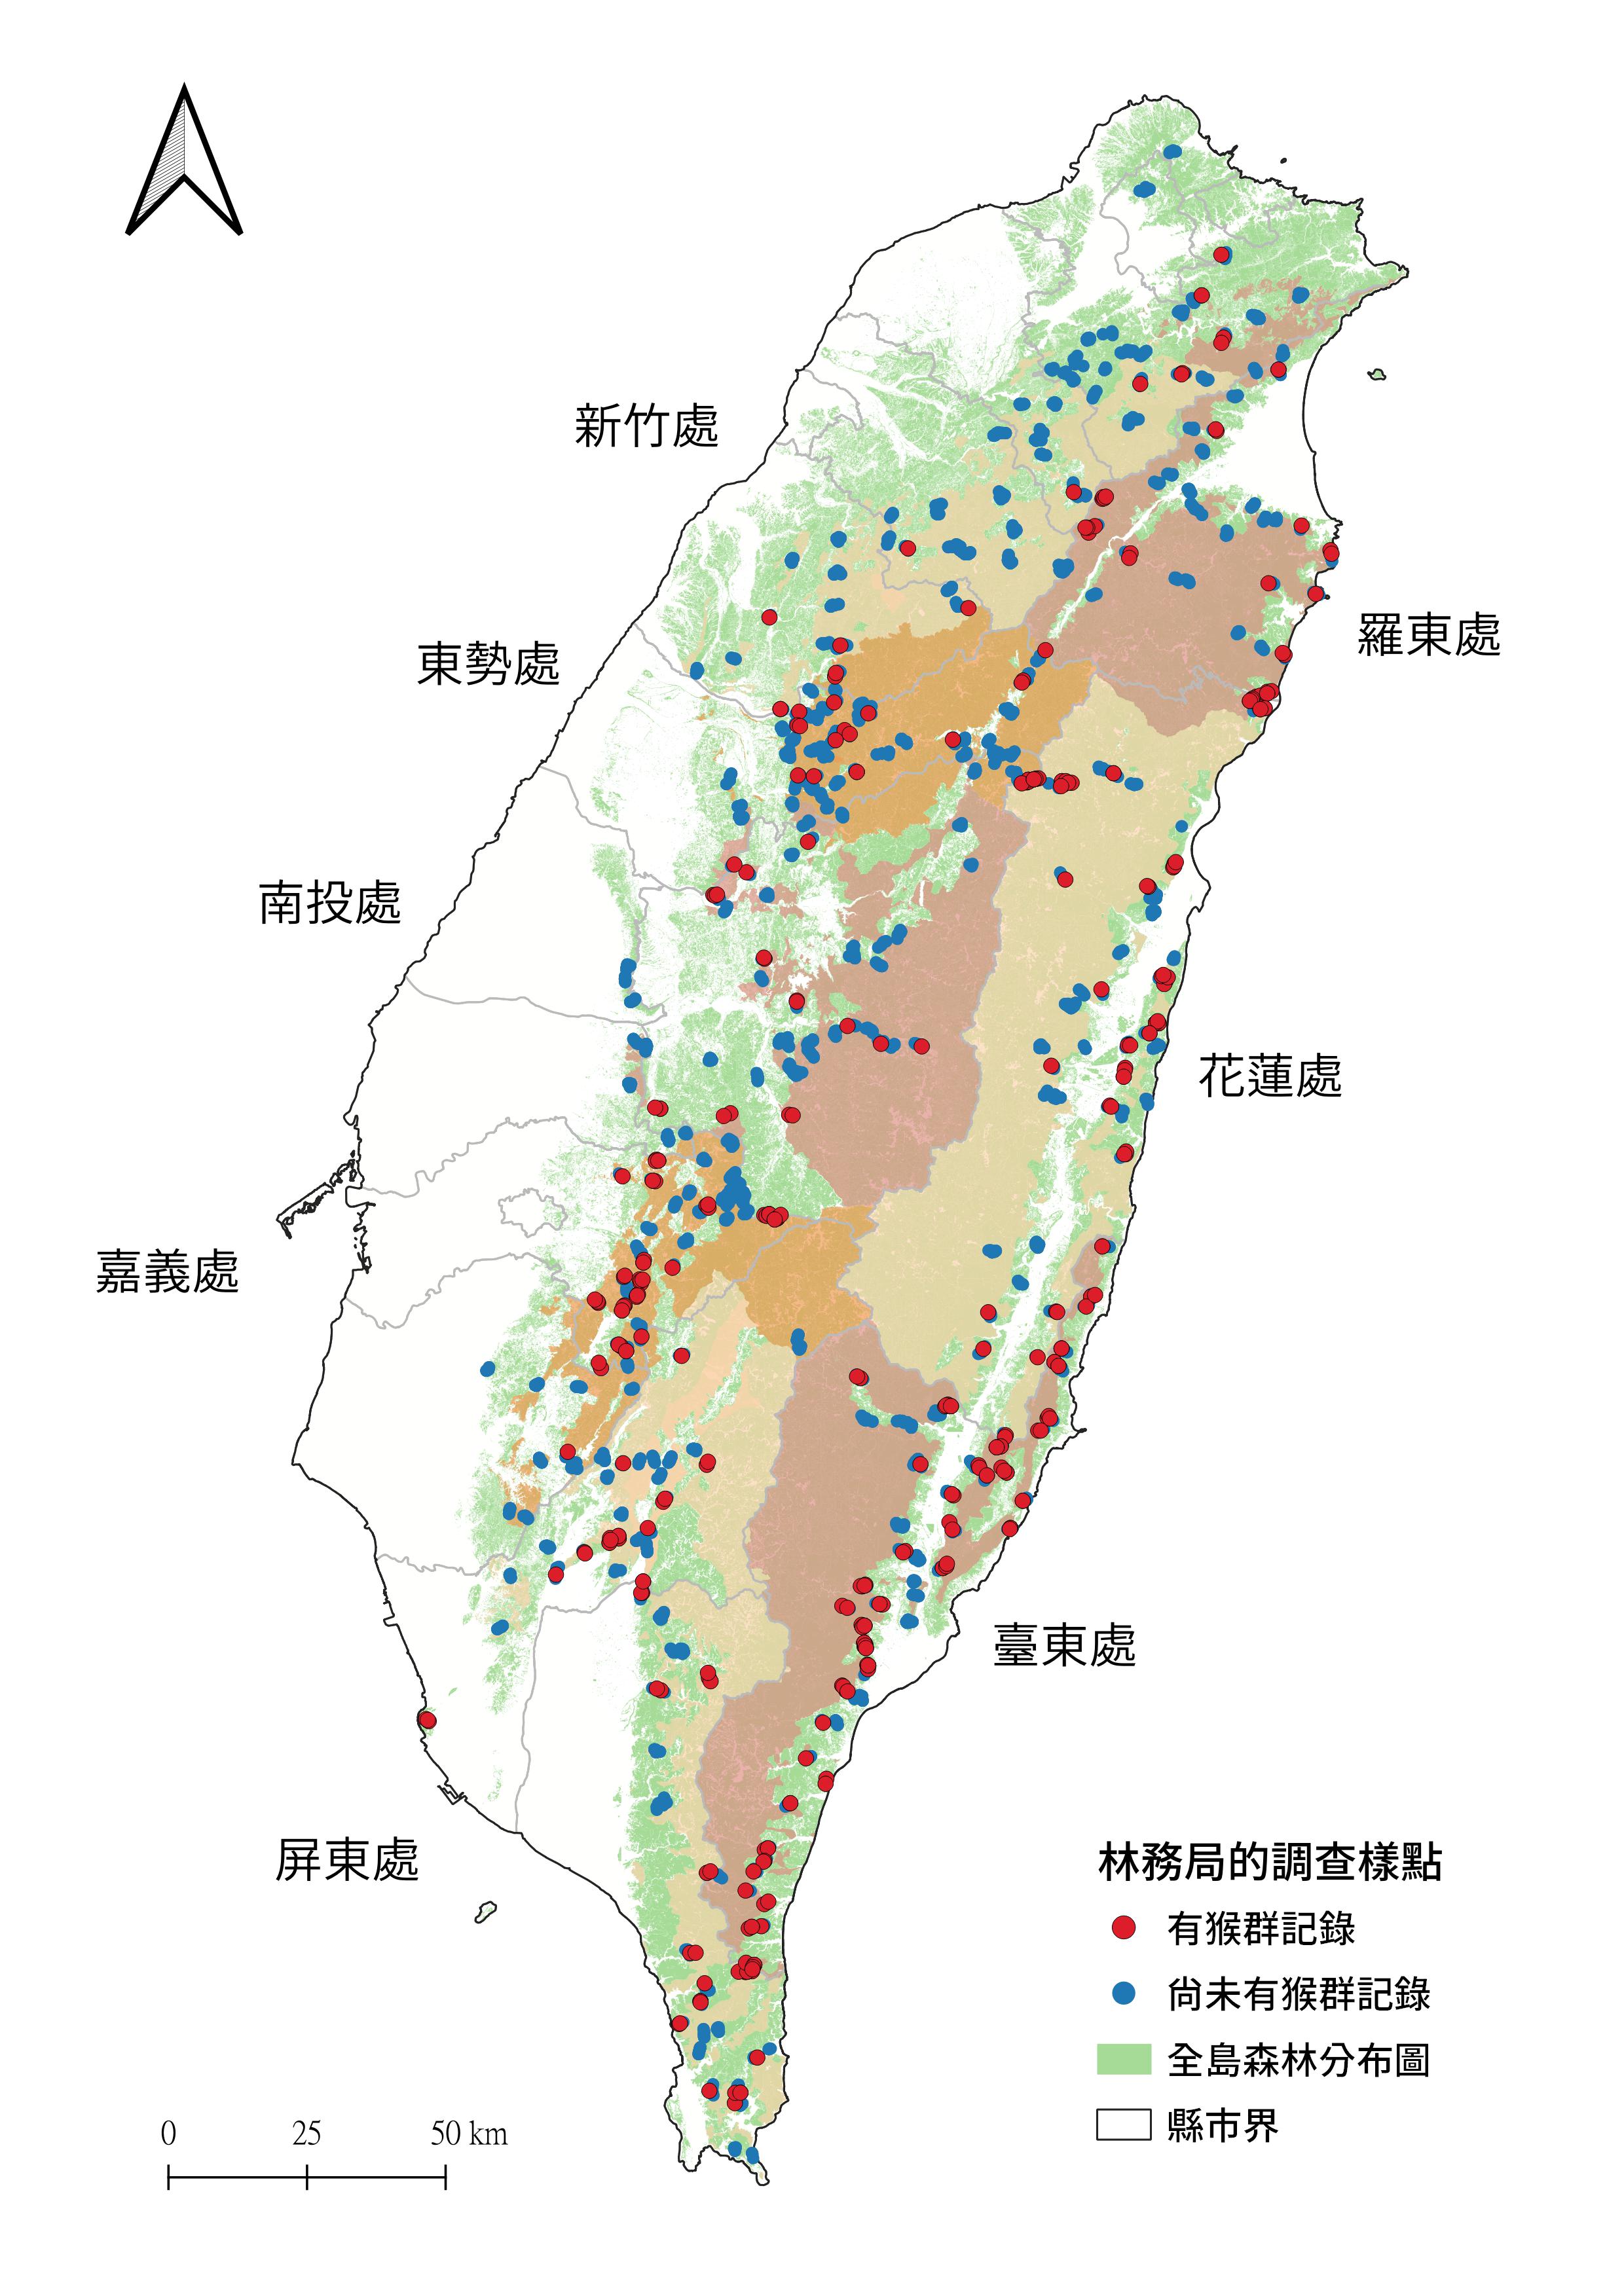 新竹處
東勢處
羅東處
南投處
花蓮處
嘉義處
臺東處
屏東處
林務局的調查樣點
有猴群記錄
尚未有猴群記錄
全島森林分布圖
縣市界
0 25 50 km